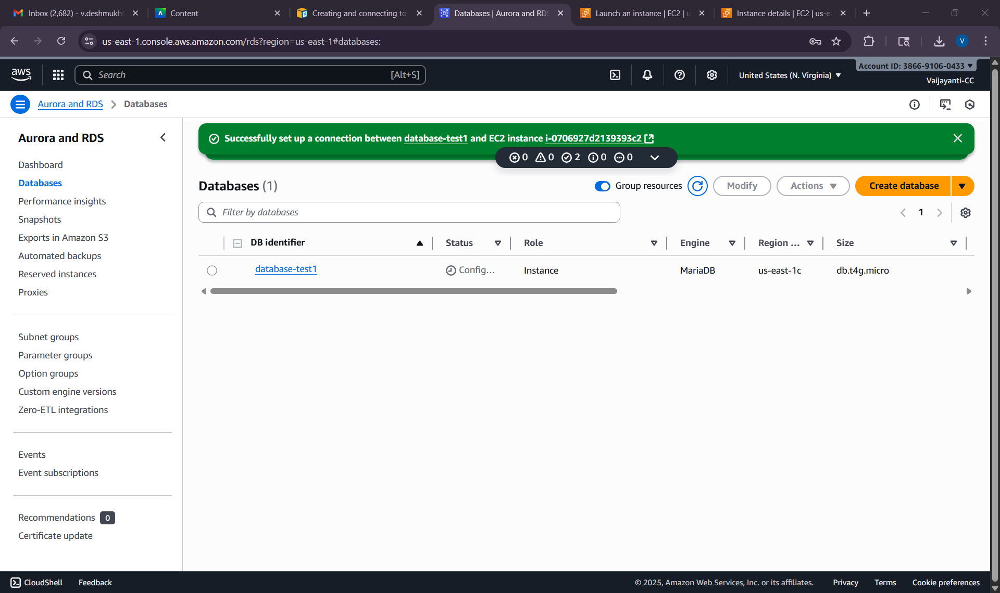 Inbox (2,682) - v.deshmukh
Content
Creating and connecting to
Databases | Aurora and RDS
Launch an instance | EC2 | u
Instance details | EC2 | us-e
us-east-1.console.aws.amazon.com/rds?region=us-east-1#databases:
V
aws
Search
[Alt+S]
United States (N. Virginia)
Account ID: 3866-9106-0433
Vaijayanti-CC
Aurora and RDS
Databases
Aurora and RDS
Dashboard
Databases
Performance insights
Snapshots
Exports in Amazon S3
Automated backups
Reserved instances
Proxies
Subnet groups
Parameter groups
Option groups
Custom engine versions
Zero-ETL integrations
Events
Event subscriptions
Recommendations 0
Certificate update
Successfully set up a connection between database-test1 and EC2 instance i-0706927d2139393c2
0 0 2 0 0
Databases (1)
Group resources
Modify
Actions
Create database
Filter by databases
1
DB identifier Status Role Engine Region ... Size
database-test1 Config... Instance MariaDB us-east-1c db.t4g.micro
CloudShell Feedback © 2025, Amazon Web Services, Inc. or its affiliates. Privacy Terms Cookie preferences